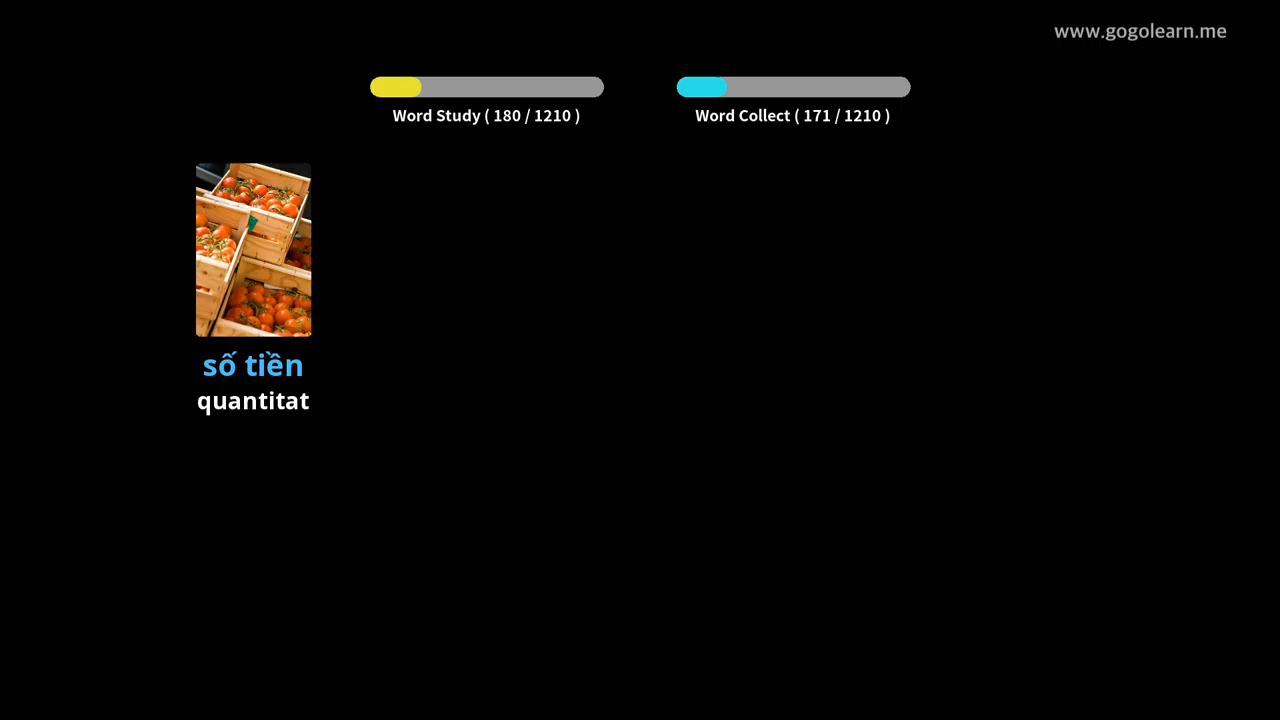 www.gogolearn.me
Word Study ( 180 / 1210 )
Word Collect ( 171 / 1210 )
số tiền
quantitat